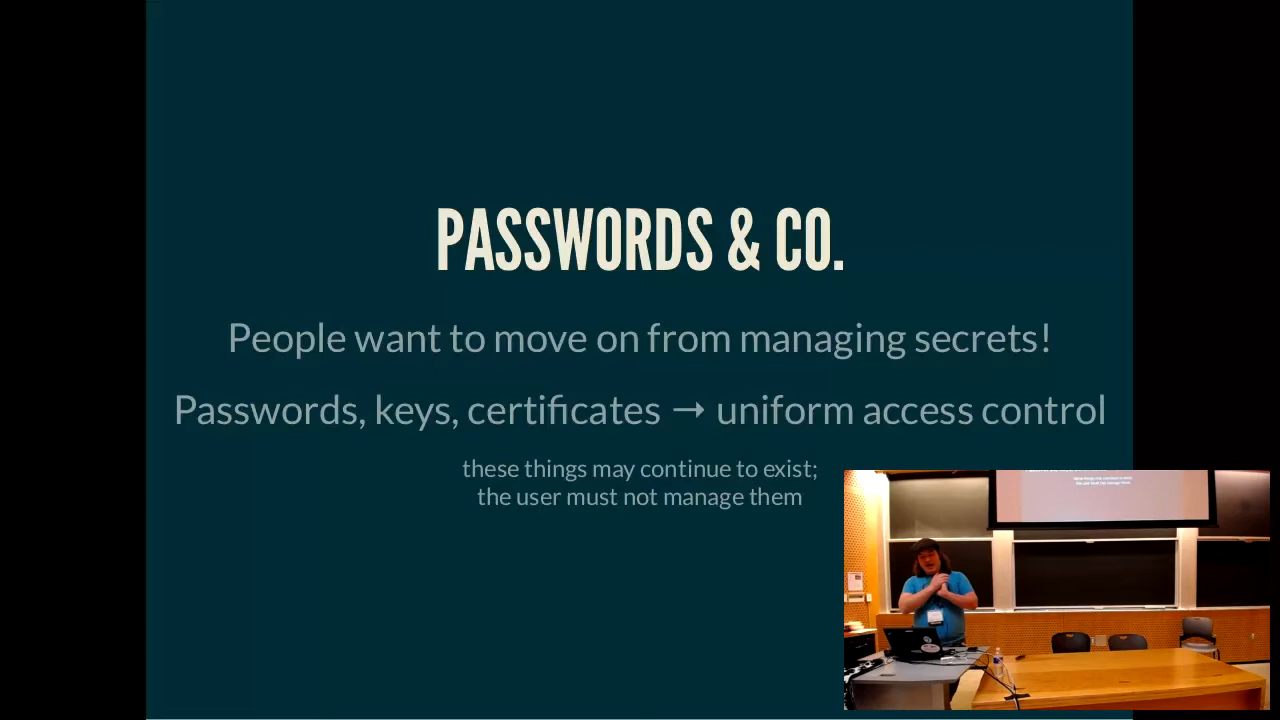 PASSWORDS & CO.
People want to move on from managing secrets!
Passwords, keys, certificates → uniform access control
these things may continue to exist;
the user must not manage them